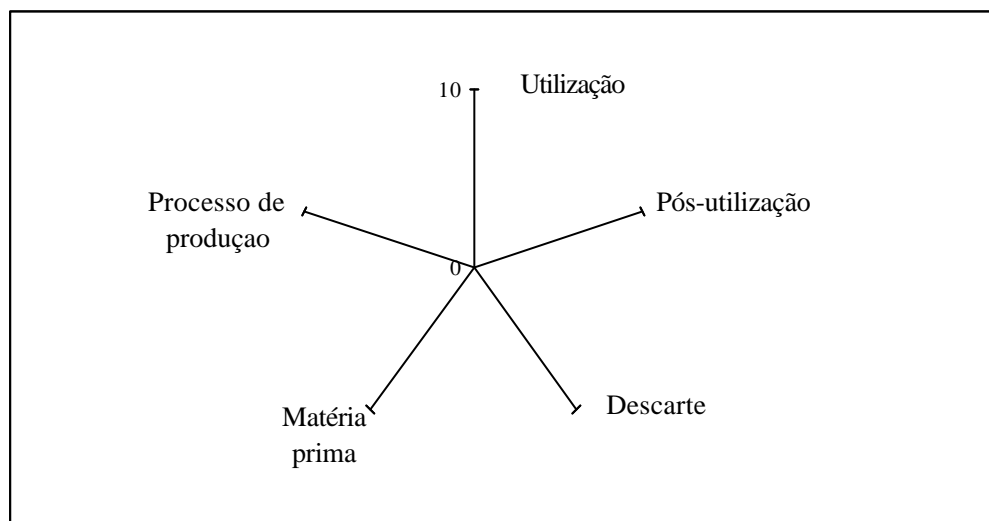 10
Utilização
Processo de
produçao
Pós-utilização
0
Matéria
prima
Descarte